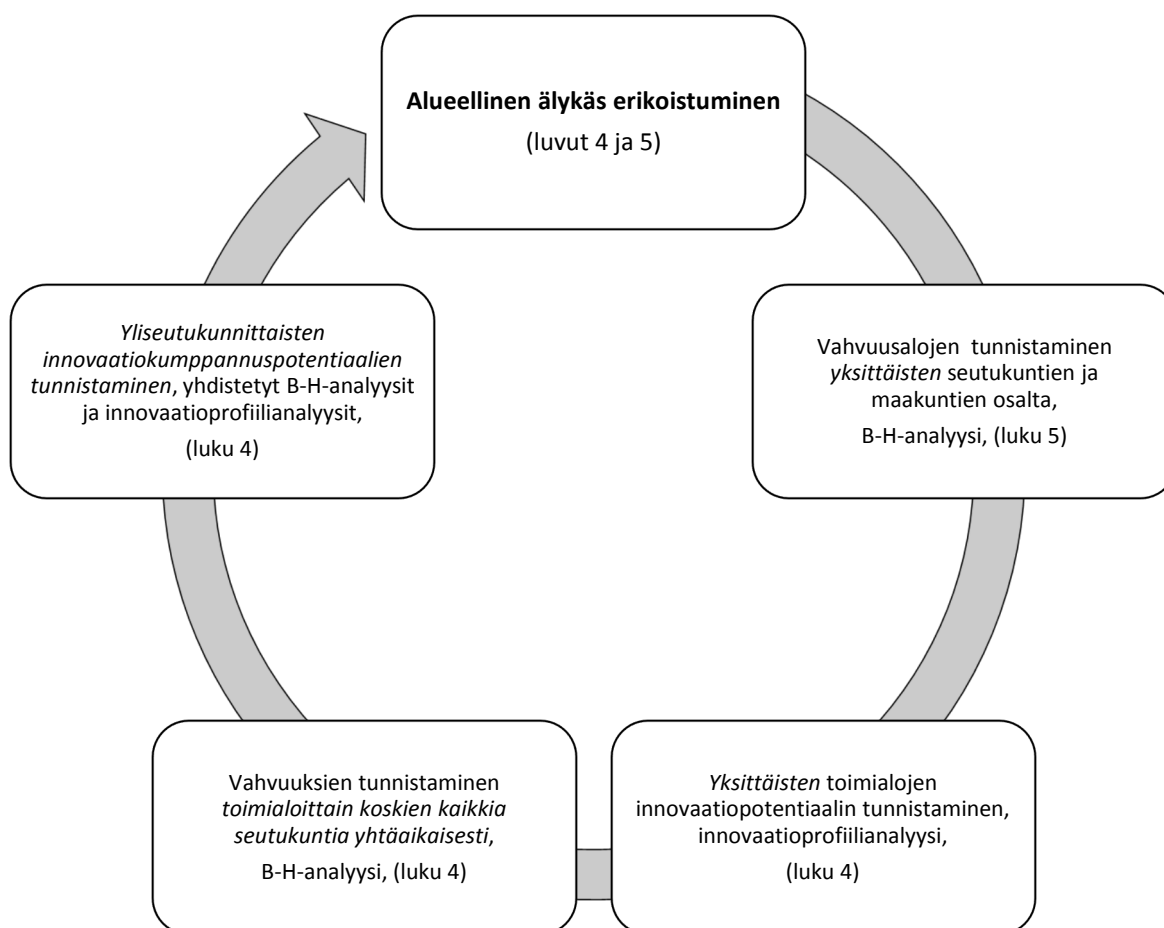 Alueellinen älykäs erikoistuminen
(luvut 4 ja 5)
Vahvuusalojen tunnistaminen
yksittäisten seutukuntien ja
maakuntien osalta,
B-H-analyysi, (luku 5)
Yksittäisten toimialojen
innovaatiopotentiaalin tunnistaminen,
innovaatioprofiilianalyysi,
(luku 4)
Vahvuuksien tunnistaminen
toimialoittain koskien kaikkia
seutukuntia yhtäaikaisesti,
B-H-analyysi, (luku 4)
Yliseutukunnittaisten
innovaatiokumppannuspotentiaalien
tunnistaminen, yhdistetyt B-H-analyysit
ja innovaatioprofiilianalyysit,
(luku 4)